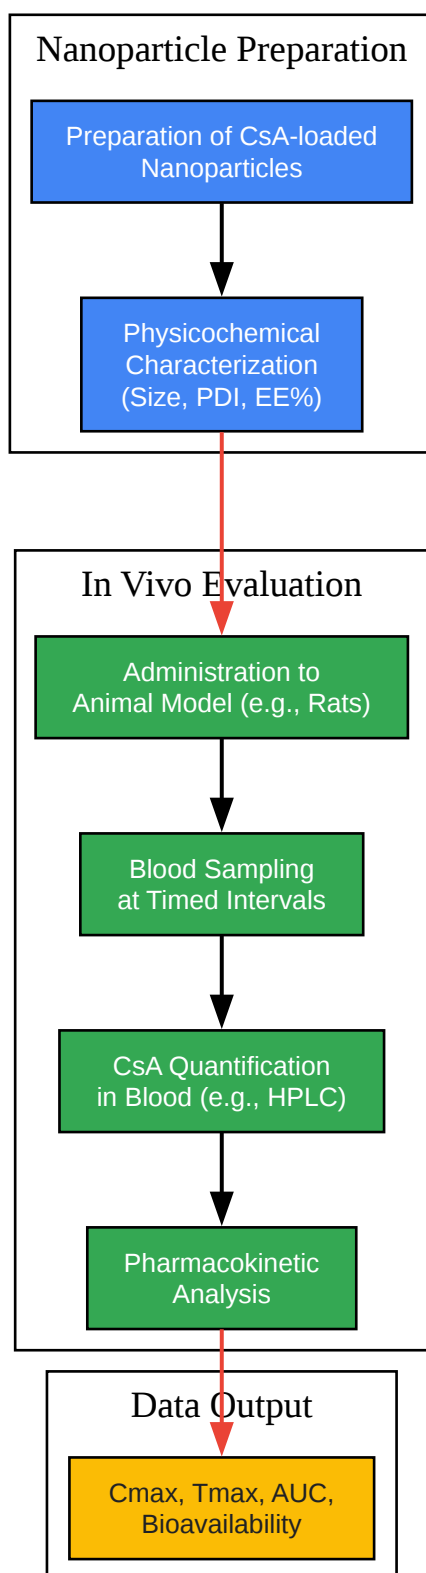 Nanoparticle Preparation
Preparation of CsA-loaded
Nanoparticles
Physicochemical
Characterization
(Size, PDI, EE%)
In Vivo Evaluation
Administration to
Animal Model (e.g., Rats)
Blood Sampling
at Timed Intervals
CsA Quantification
in Blood (e.g., HPLC)
Pharmacokinetic
Analysis
Data Output
Cmax, Tmax, AUC,
Bioavailability